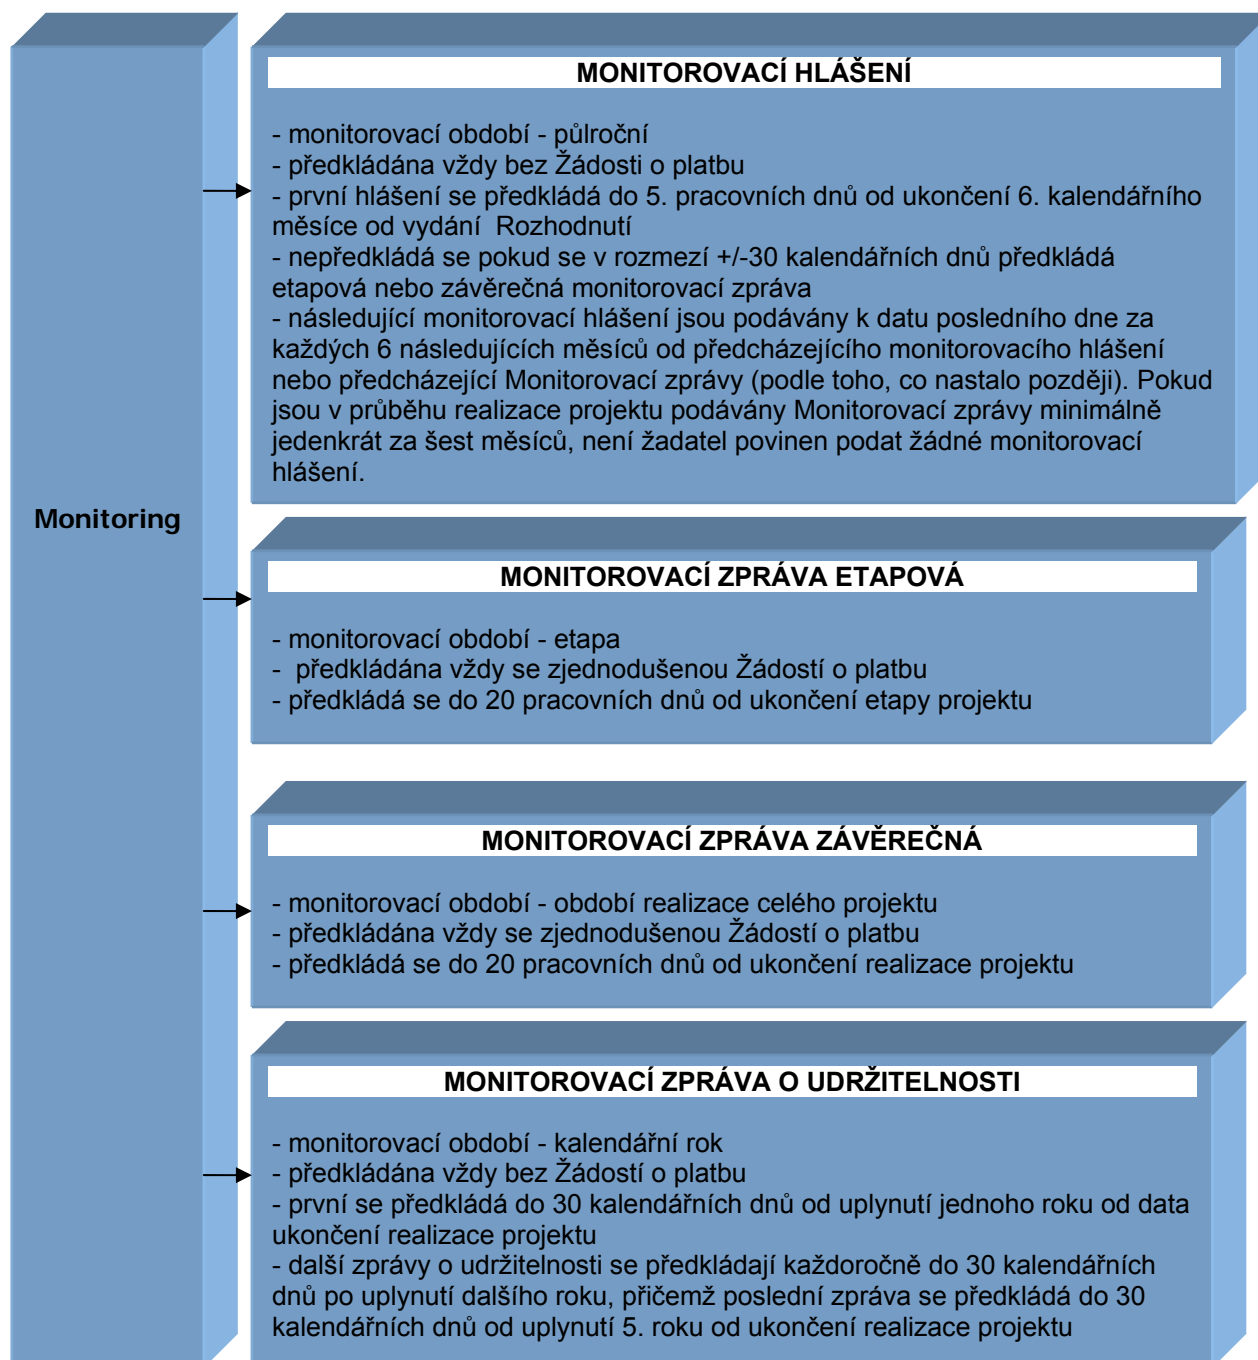 MONITOROVACÍ HLÁŠENÍ
- monitorovací období - půlroční
- předkládána vždy bez Žádosti o platbu
- první hlášení se předkládá do 5. pracovních dnů od ukončení 6. kalendářního
měsíce od vydání  Rozhodnutí
- nepředkládá se pokud se v rozmezí +/-30 kalendářních dnů předkládá
etapová nebo závěrečná monitorovací zpráva
- následující monitorovací hlášení jsou podávány k datu posledního dne za
každých 6 následujících měsíců od předcházejícího monitorovacího hlášení
nebo předcházející Monitorovací zprávy (podle toho, co nastalo později). Pokud
jsou v průběhu realizace projektu podávány Monitorovací zprávy minimálně
jedenkrát za šest měsíců, není žadatel povinen podat žádné monitorovací
hlášení.
Monitoring
MONITOROVACÍ ZPRÁVA ETAPOVÁ
- monitorovací období - etapa
-  předkládána vždy se zjednodušenou Žádostí o platbu
- předkládá se do 20 pracovních dnů od ukončení etapy projektu
MONITOROVACÍ ZPRÁVA ZÁVĚREČNÁ
- monitorovací období - období realizace celého projektu
- předkládána vždy se zjednodušenou Žádostí o platbu
- předkládá se do 20 pracovních dnů od ukončení realizace projektu
MONITOROVACÍ ZPRÁVA O UDRŽITELNOSTI
- monitorovací období - kalendářní rok
- předkládána vždy bez Žádostí o platbu
- první se předkládá do 30 kalendářních dnů od uplynutí jednoho roku od data
ukončení realizace projektu
- další zprávy o udržitelnosti se předkládají každoročně do 30 kalendářních
dnů po uplynutí dalšího roku, přičemž poslední zpráva se předkládá do 30
kalendářních dnů od uplynutí 5. roku od ukončení realizace projektu